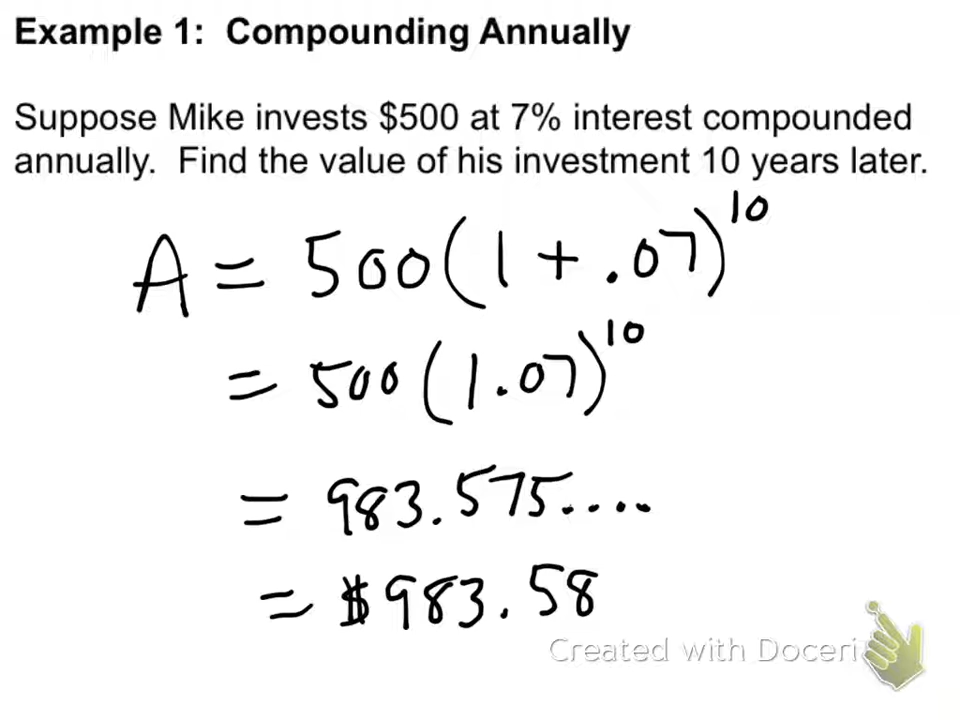 Example 1: Compounding Annually
Suppose Mike invests $500 at 7% interest compounded
annually. Find the value of his investment 10 years later.
A = 500(1 + .07)^10
= 500(1.07)^10
= 983.575....
= $983.58
Created with Doceri